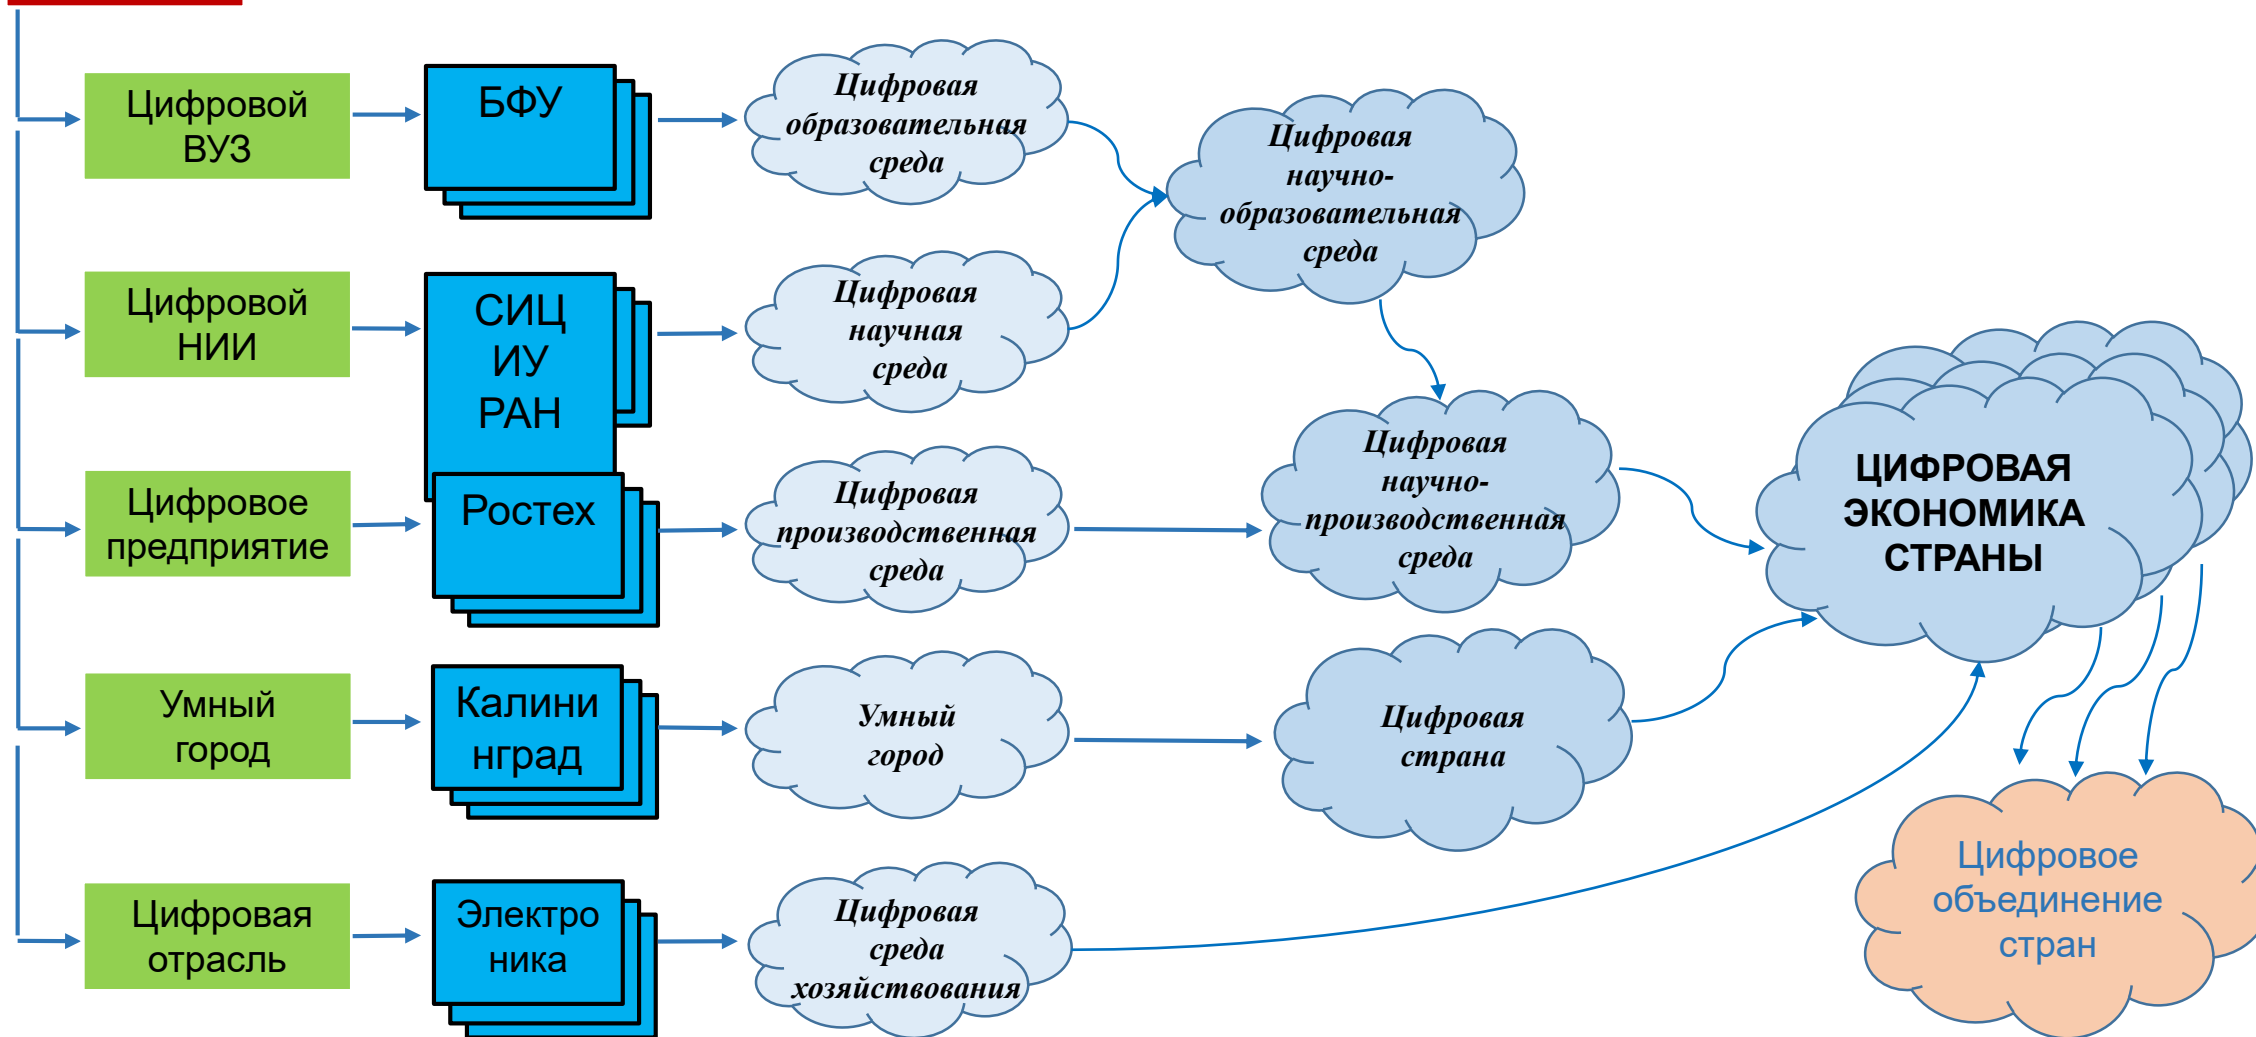 Цифровой
ВУЗ
БФУ
Цифровая
образовательная
среда
Цифровая
научно-
образовательная
среда
Цифровой
НИИ
СИЦ
ИУ
РАН
Цифровая
научная
среда
Цифровое
предприятие
Ростех
Цифровая
производственная
среда
Цифровая
научно-
производственная
среда
ЦИФРОВАЯ
ЭКОНОМИКА
СТРАНЫ
Умный
город
Калини
нград
Умный
город
Цифровая
страна
Цифровая
отрасль
Электро
ника
Цифровая
среда
хозяйствования
Цифровое
объединение
стран